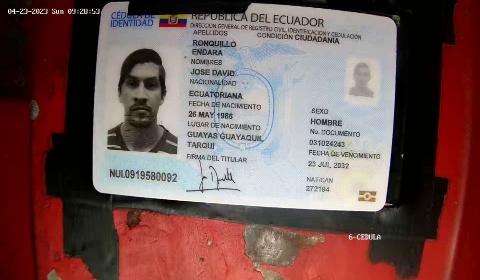 04-23-2023 Sun 09:20:53
CÉDULA DE IDENTIDAD
REPÚBLICA DEL ECUADOR
DIRECCIÓN GENERAL DE REGISTRO CIVIL, IDENTIFICACIÓN Y CEDULACIÓN
APELLIDOS
CONDICIÓN CIUDADANÍA
RONQUILLO
ENDARA
NOMBRES
JOSE DAVID
NACIONALIDAD
ECUATORIANA
FECHA DE NACIMIENTO
26 MAY 1986
LUGAR DE NACIMIENTO
GUAYAS GUAYAQUIL
TARQUI
FIRMA DEL TITULAR
SEXO
HOMBRE
No. DOCUMENTO
031024243
FECHA DE VENCIMIENTO
23 JUL 2032
NAT/CAN
272184
NUI.0919580092
6-CEDULA